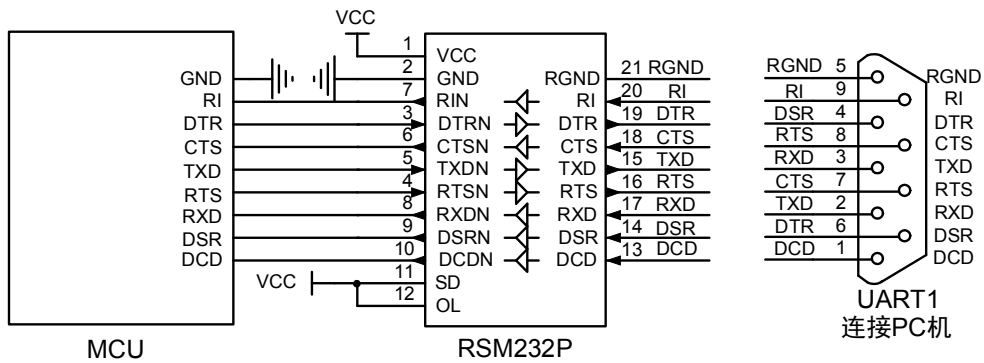 VCC
GND
RI
DTR
CTS
TXD
RTS
RXD
DSR
DCD
MCU
1 VCC
2 GND
7 RIN
3 DTRN
6 CTSN
5 TXDN
4 RTSN
8 RXDN
9 DSRN
10 DCDN
VCC
11 SD
12 OL
RGND 21 RGND
RI 20 RI
DTR 19 DTR
CTS 18 CTS
TXD 15 TXD
RTS 16 RTS
RXD 17 RXD
DSR 14 DSR
DCD 13 DCD
RSM232P
RGND 5 RGND
RI 9 RI
DSR 4 DTR
RTS 8 CTS
RXD 3 TXD
CTS 7 RTS
TXD 2 RXD
DTR 6 DSR
DCD 1 DCD
UART1
连接PC机